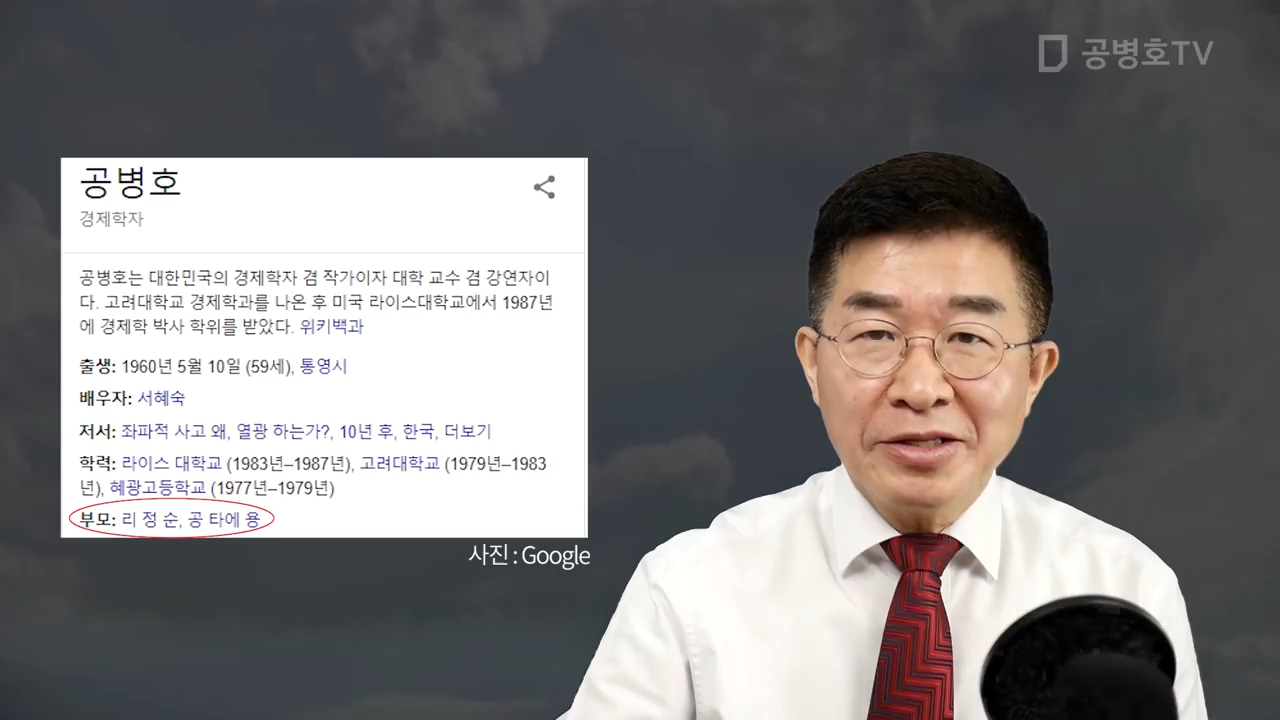 공병호TV
공병호
경제학자
공병호는 대한민국의 경제학자 겸 작가이자 대학 교수 겸 강연자이
다. 고려대학교 경제학과를 나온 후 미국 라이스대학교에서 1987년
에 경제학 박사 학위를 받았다. 위키백과
출생: 1960년 5월 10일 (59세), 통영시
배우자: 서혜숙
저서: 좌파적 사고 왜, 열광 하는가?, 10년 후, 한국, 더보기
학력: 라이스 대학교 (1983년–1987년), 고려대학교 (1979년–1983
년), 혜광고등학교 (1977년–1979년)
부모: 리 정 순, 공 타에 용
사진 : Google